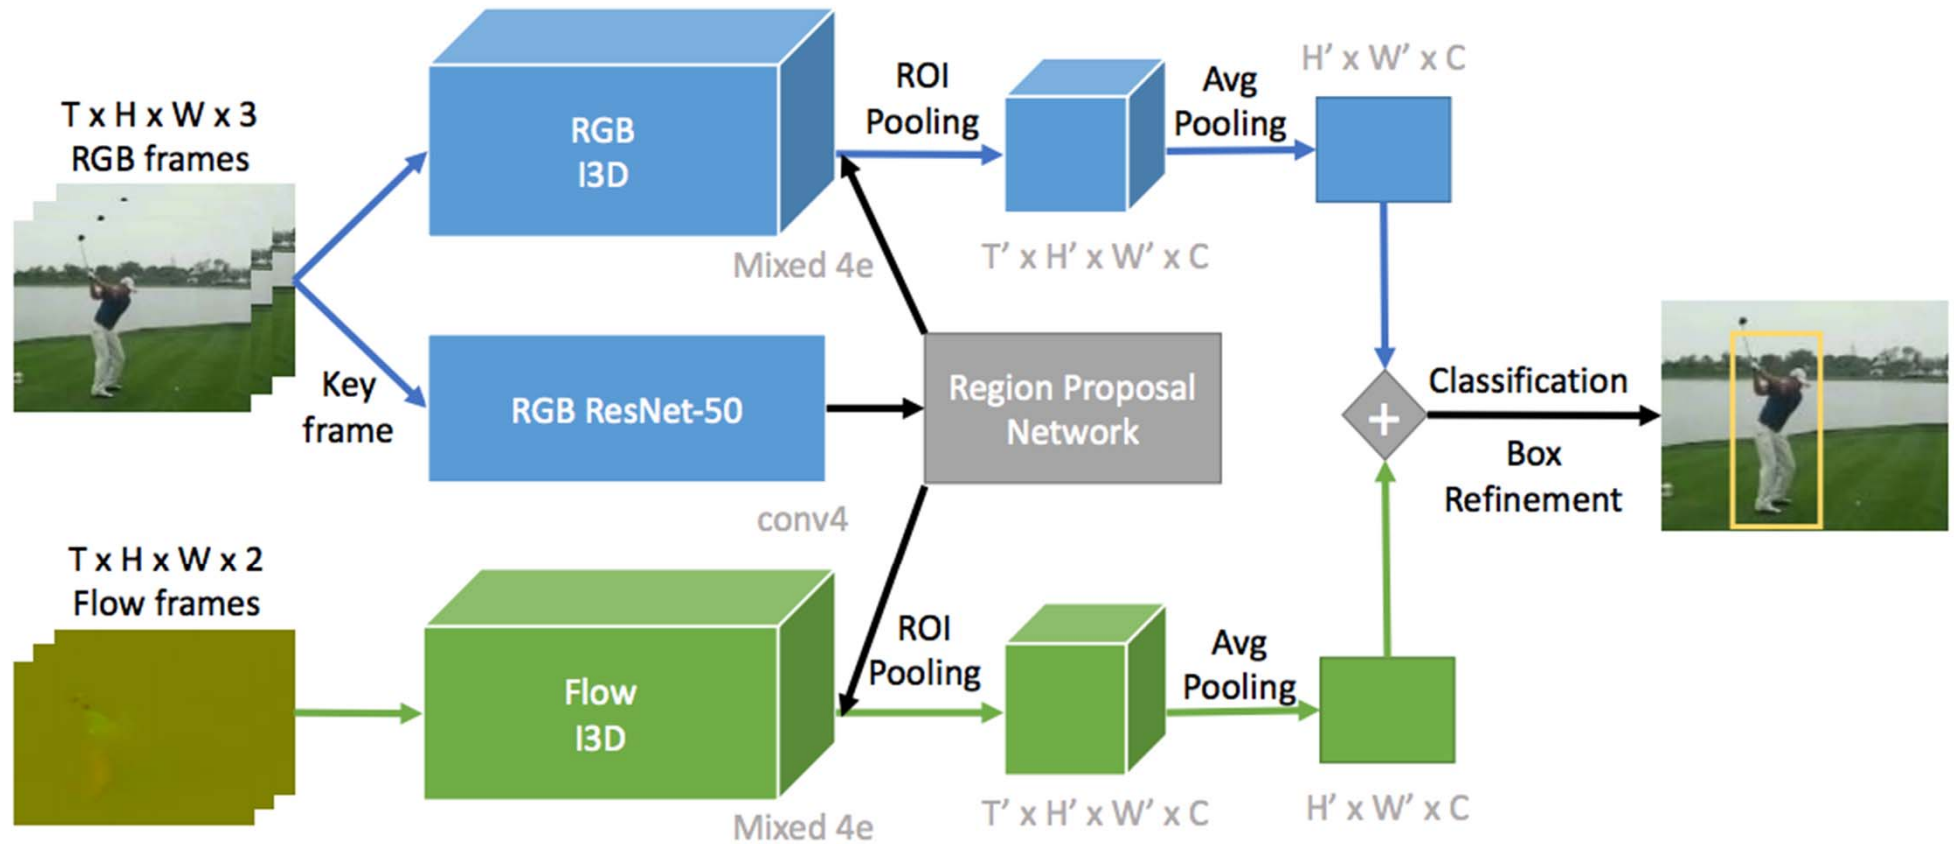 T x H x W x 3
RGB frames
RGB
I3D
Mixed 4e
ROI
Pooling
T’ x H’ x W’ x C
Avg
Pooling
H’ x W’ x C
Key
frame
RGB ResNet-50
conv4
Region Proposal
Network
+
Classification
Box
Refinement
T x H x W x 2
Flow frames
Flow
I3D
Mixed 4e
ROI
Pooling
T’ x H’ x W’ x C
Avg
Pooling
H’ x W’ x C